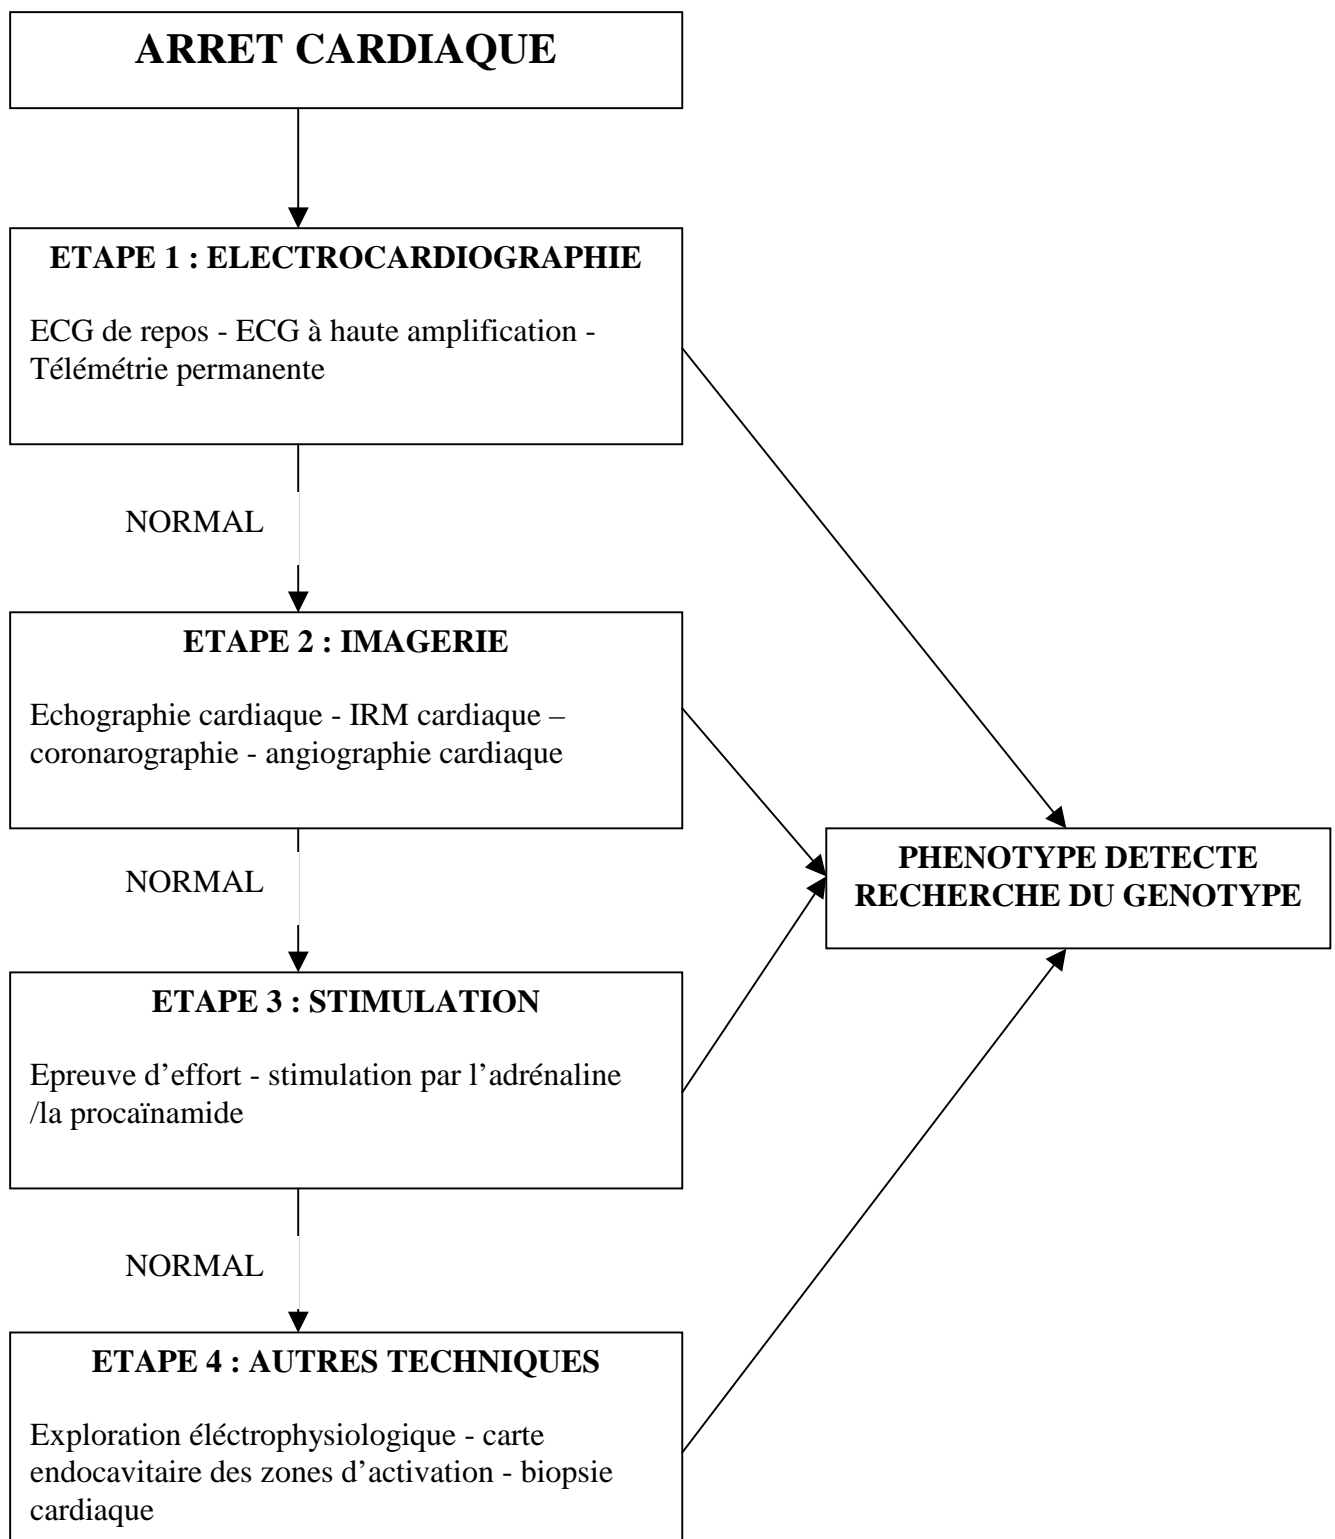 ARRET CARDIAQUE
ETAPE 1 : ELECTROCARDIOGRAPHIE
ECG de repos - ECG à haute amplification -
Télémétrie permanente
NORMAL
ETAPE 2 : IMAGERIE
Echographie cardiaque - IRM cardiaque –
coronarographie - angiographie cardiaque
NORMAL
PHENOTYPE DETECTE
RECHERCHE DU GENOTYPE
ETAPE 3 : STIMULATION
Epreuve d’effort - stimulation par l’adrénaline
/la procaïnamide
NORMAL
ETAPE 4 : AUTRES TECHNIQUES
Exploration éléctrophysiologique - carte
endocavitaire des zones d’activation - biopsie
cardiaque